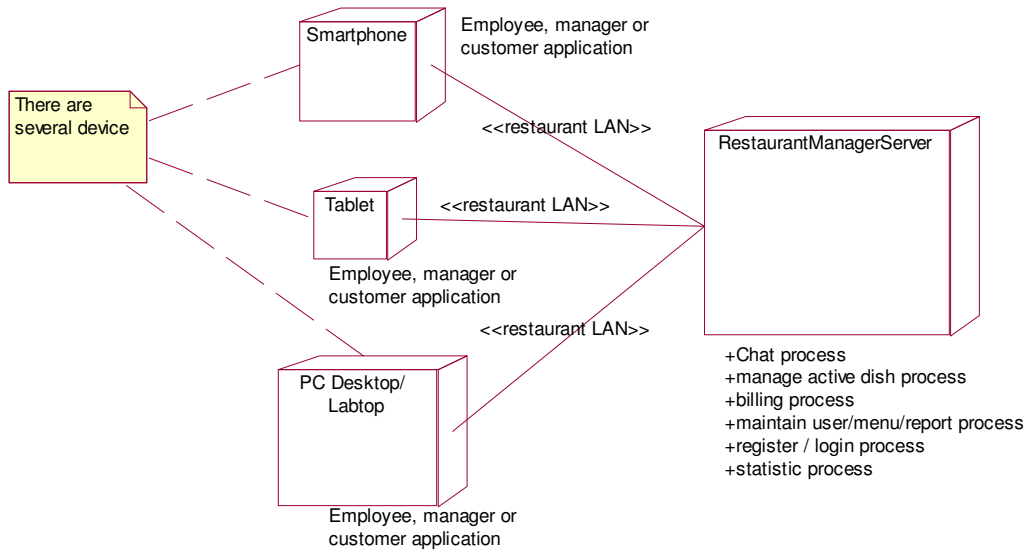 There are
several device
Smartphone
Employee, manager or
customer application
<<restaurant LAN>>
RestaurantManagerServer
Tablet
<<restaurant LAN>>
Employee, manager or
customer application
<<restaurant LAN>>
PC Desktop/
Labtop
Employee, manager or
customer application
+Chat process
+manage active dish process
+billing process
+maintain user/menu/report process
+register / login process
+statistic process